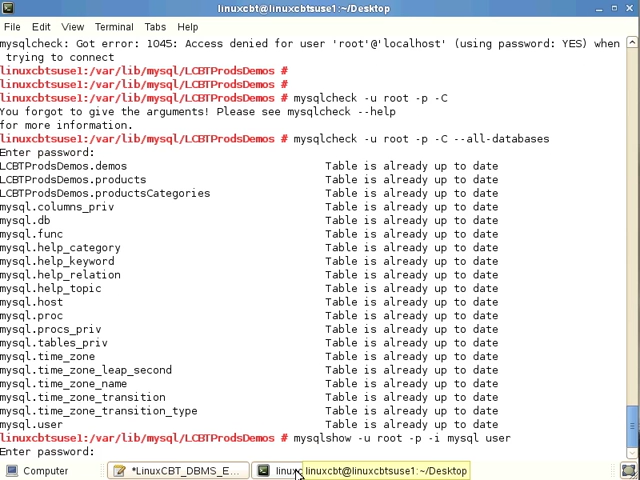 linuxcbt@linuxcbtsuse1:~/Desktop
File Edit View Terminal Tabs Help
mysqlcheck: Got error: 1045: Access denied for user 'root'@'localhost' (using password: YES) when
 trying to connect
linuxcbtsuse1:/var/lib/mysql/LCBTProdsDemos #
linuxcbtsuse1:/var/lib/mysql/LCBTProdsDemos #
linuxcbtsuse1:/var/lib/mysql/LCBTProdsDemos # mysqlcheck -u root -p -C
You forgot to give the arguments! Please see mysqlcheck --help
for more information.
linuxcbtsuse1:/var/lib/mysql/LCBTProdsDemos # mysqlcheck -u root -p -C --all-databases
Enter password:
LCBTProdsDemos.demos Table is already up to date
LCBTProdsDemos.products Table is already up to date
LCBTProdsDemos.productsCategories Table is already up to date
mysql.columns_priv Table is already up to date
mysql.db Table is already up to date
mysql.func Table is already up to date
mysql.help_category Table is already up to date
mysql.help_keyword Table is already up to date
mysql.help_relation Table is already up to date
mysql.help_topic Table is already up to date
mysql.host Table is already up to date
mysql.proc Table is already up to date
mysql.procs_priv Table is already up to date
mysql.tables_priv Table is already up to date
mysql.time_zone Table is already up to date
mysql.time_zone_leap_second Table is already up to date
mysql.time_zone_name Table is already up to date
mysql.time_zone_transition Table is already up to date
mysql.time_zone_transition_type Table is already up to date
mysql.user Table is already up to date
linuxcbtsuse1:/var/lib/mysql/LCBTProdsDemos # mysqlshow -u root -p -i mysql user
Enter password:
Computer *LinuxCBT_DBMS_E... linuxc linuxcbt@linuxcbtsuse1:~/Desktop